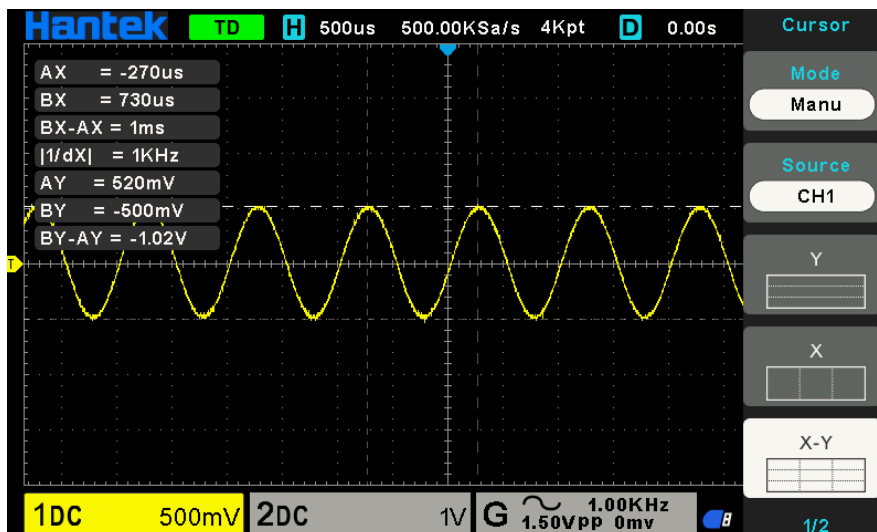 Hantek TD H 500us 500.00KSa/s 4Kpt D 0.00s
Cursor
AX = -270us
BX = 730us
BX-AX = 1ms
|1/dX| = 1KHz
AY = 520mV
BY = -500mV
BY-AY = -1.02V
T
Mode
Manu
Source
CH1
Y
X
X-Y
1/2
1DC 500mV 2DC 1V G 1.00KHz
1.50Vpp 0mv